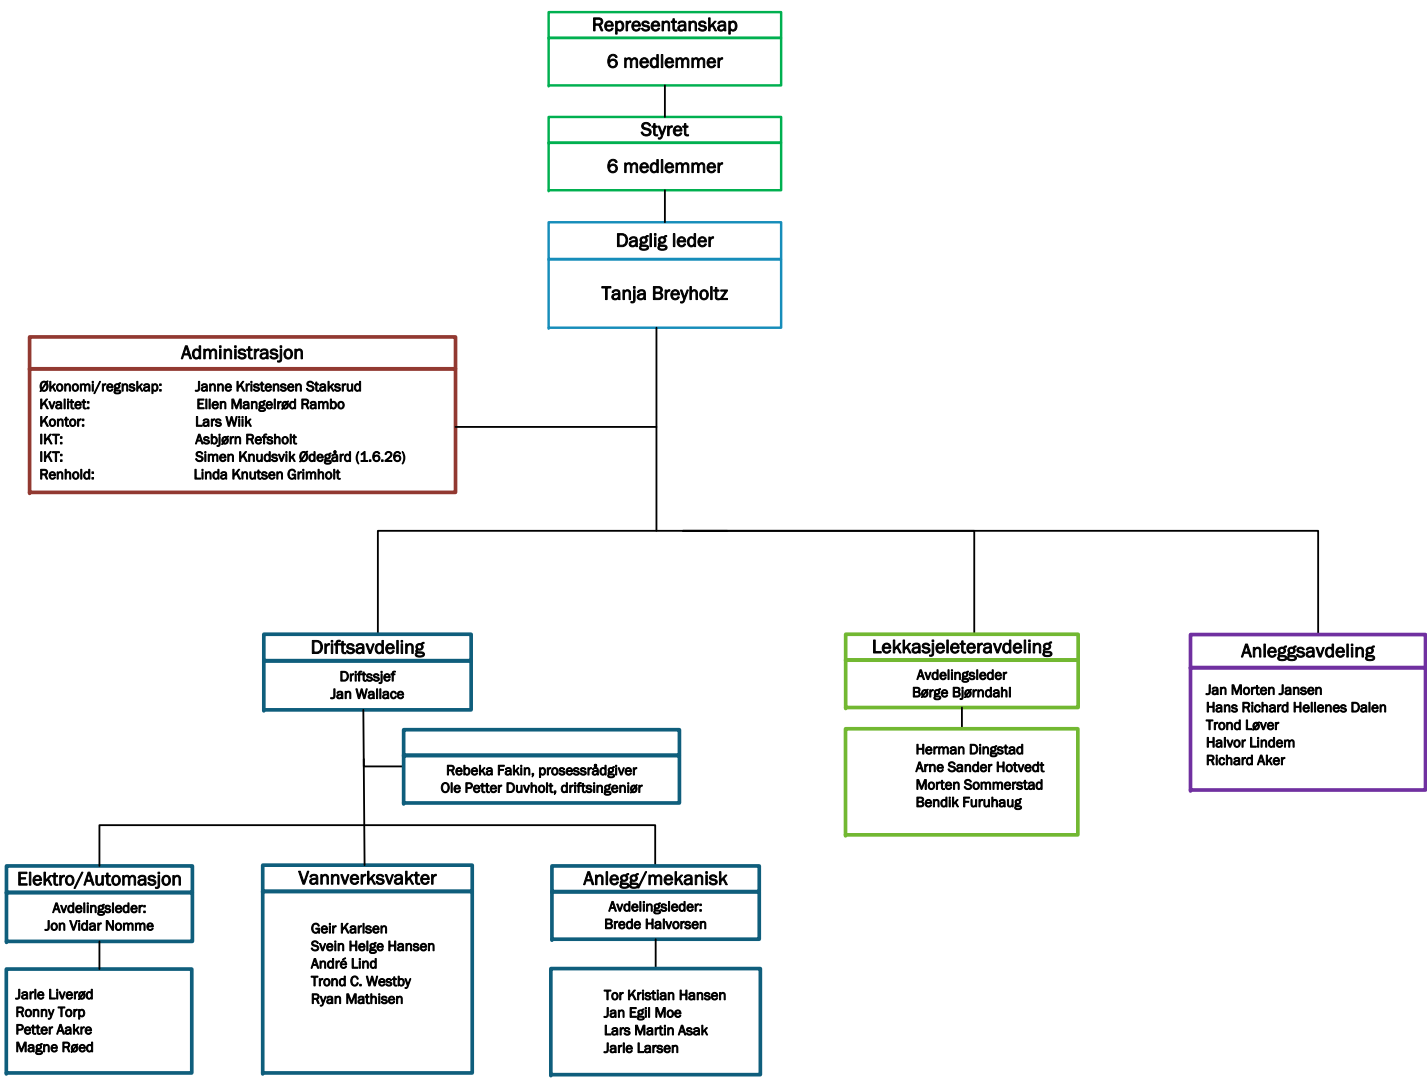 Representanskap
6 medlemmer
Styret
6 medlemmer
Daglig leder
Tanja Breyholtz
Administrasjon
Økonomi/regnskap: Janne Kristensen Staksrud
Kvalitet: Ellen Mangelrød Rambo
Kontor: Lars Wiik
IKT: Asbjørn Refsholt
IKT: Simen Knudsvik Ødegård (1.6.26)
Renhold: Linda Knutsen Grimholt
Driftsavdeling
Driftssjef
Jan Wallace
Rebeka Fakin, prosessrådgiver
Ole Petter Duvholt, driftsingeniør
Elektro/Automasjon
Avdelingsleder:
Jon Vidar Nomme
Jarle Liverød
Ronny Torp
Petter Aakre
Magne Røed
Vannverksvakter
Geir Karlsen
Svein Helge Hansen
André Lind
Trond C. Westby
Ryan Mathisen
Anlegg/mekanisk
Avdelingsleder:
Brede Halvorsen
Tor Kristian Hansen
Jan Egil Moe
Lars Martin Asak
Jarle Larsen
Lekkasjeleteravdeling
Avdelingsleder
Børge Bjørndahl
Herman Dingstad
Arne Sander Hotvedt
Morten Sommerstad
Bendik Furuhaug
Anleggsavdeling
Jan Morten Jansen
Hans Richard Hellenes Dalen
Trond Løver
Halvor Lindem
Richard Aker